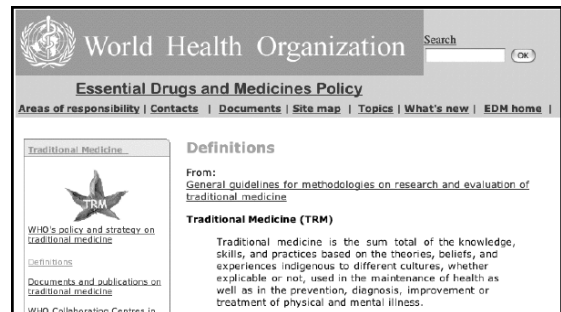 World Health Organization
Search
OK
Essential Drugs and Medicines Policy
Areas of responsibility | Contacts | Documents | Site map | Topics | What's new | EDM home |
Traditional Medicine
TRM
WHO's policy and strategy on
traditional medicine
Definitions
Documents and publications on
traditional medicine
WHO Collaborating Centres in
Definitions
From:
General guidelines for methodologies on research and evaluation of
traditional medicine
Traditional Medicine (TRM)
Traditional medicine is the sum total of the knowledge,
skills, and practices based on the theories, beliefs, and
experiences indigenous to different cultures, whether
explicable or not, used in the maintenance of health as
well as in the prevention, diagnosis, improvement or
treatment of physical and mental illness.